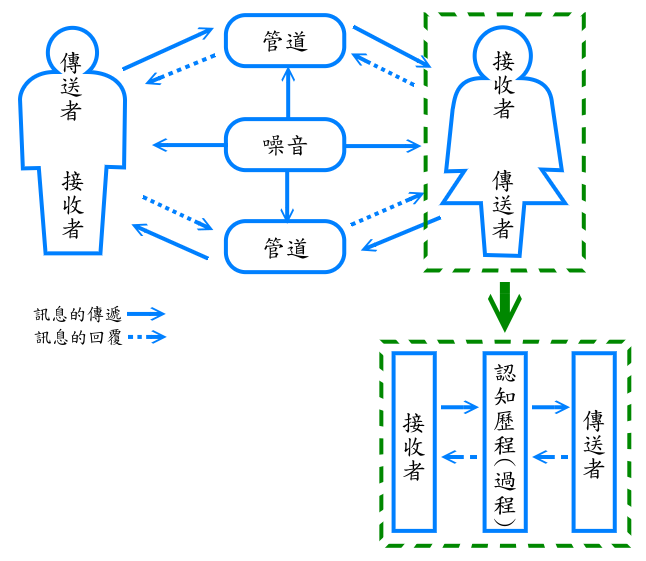 傳送者
接收者
管道
噪音
管道
接收者
傳送者
訊息的傳遞
訊息的回覆
接收者
認知歷程(過程)
傳送者